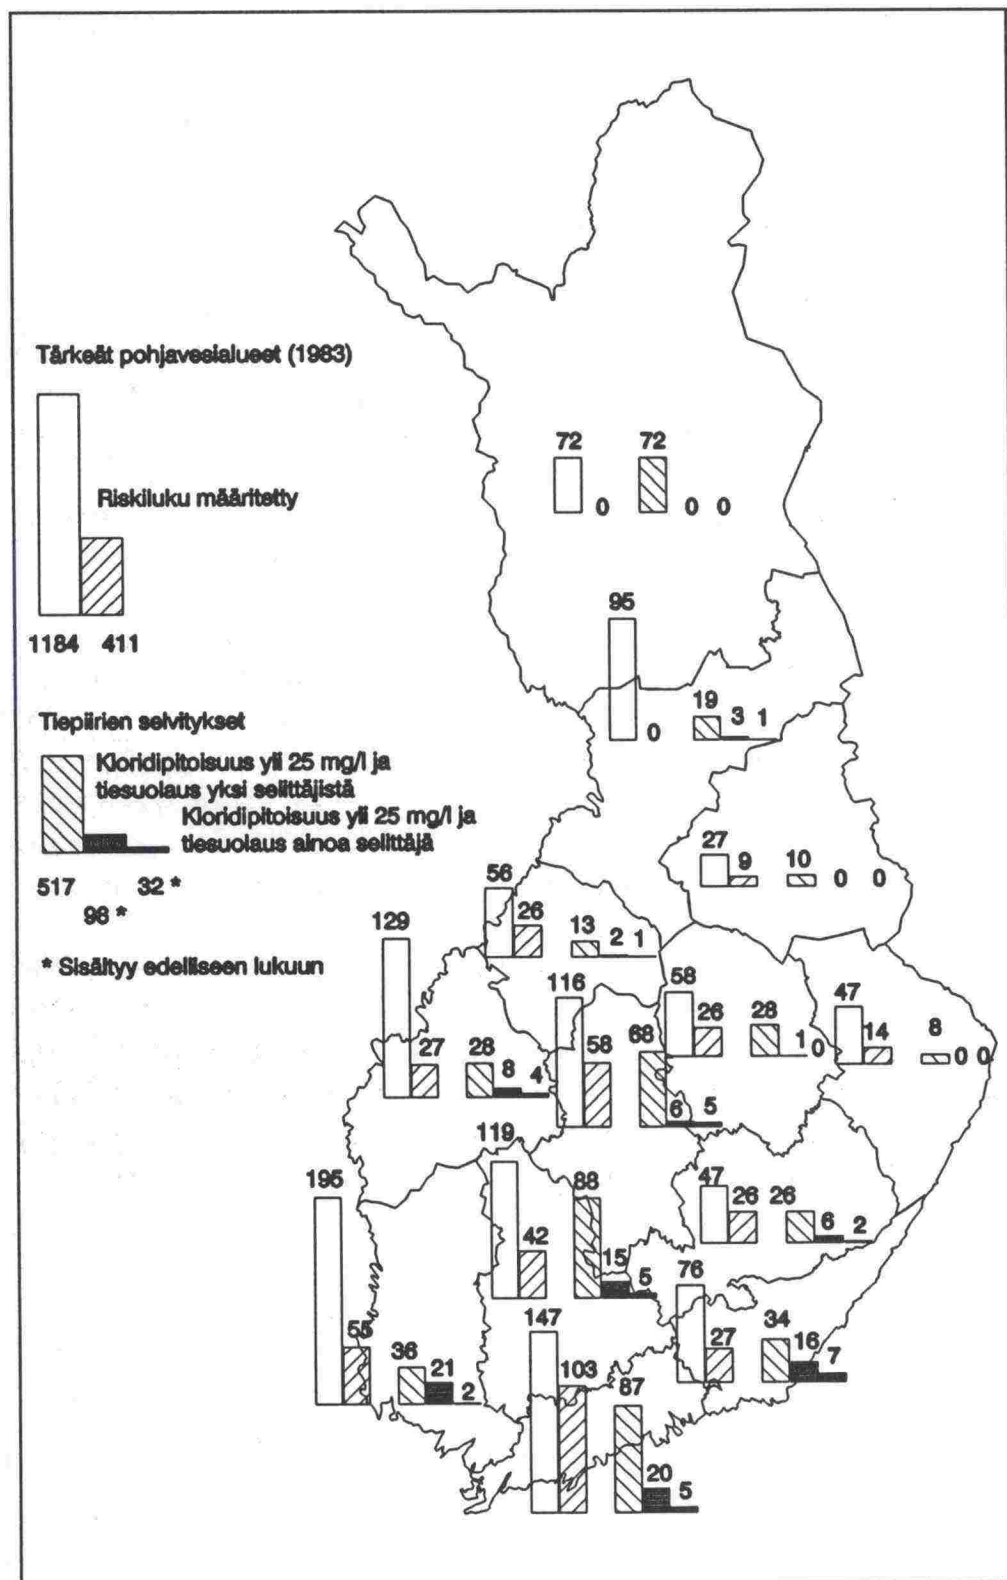 Tärkeät pohjavesialueet (1983)
Riskiluku määritetty
1184 411
Tiepiirien selvitykset
Kloridipitoisuus yli 25 mg/l ja
tiesuolaus yksi selittäjistä
Kloridipitoisuus yli 25 mg/l ja
tiesuolaus ainoa selittäjä
517 32 *
98 *
* Sisältyy edelliseen lukuun
72 72
0 0 0
95
0 19 3 1
27 9 10 0 0
56 26 13 2 1
129 27 28 8 4
116 58 68 6 5
58 26 28 1 0
47 14 8 0 0
119 42 88 15 5
47 26 26 6 2
195 55 36 21 2
76 27 34 16 7
147 103 87 20 5